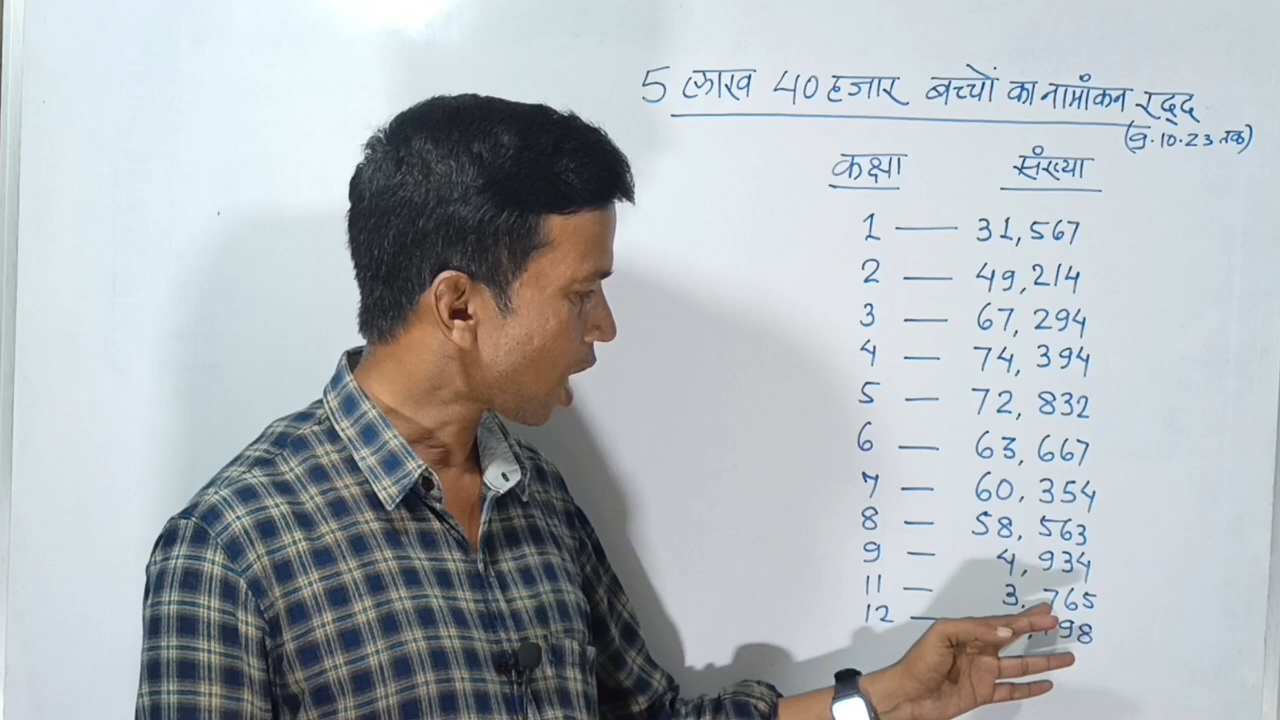 5 लाख 40 हजार बच्चों का नामांकन रद्द
(9.10.23 तक)
कक्षा संख्या
1 — 31,567
2 — 49,214
3 — 67,294
4 — 74,394
5 — 72,832
6 — 63,667
7 — 60,354
8 — 58,563
9 — 4,934
11 — 3,765
12 —